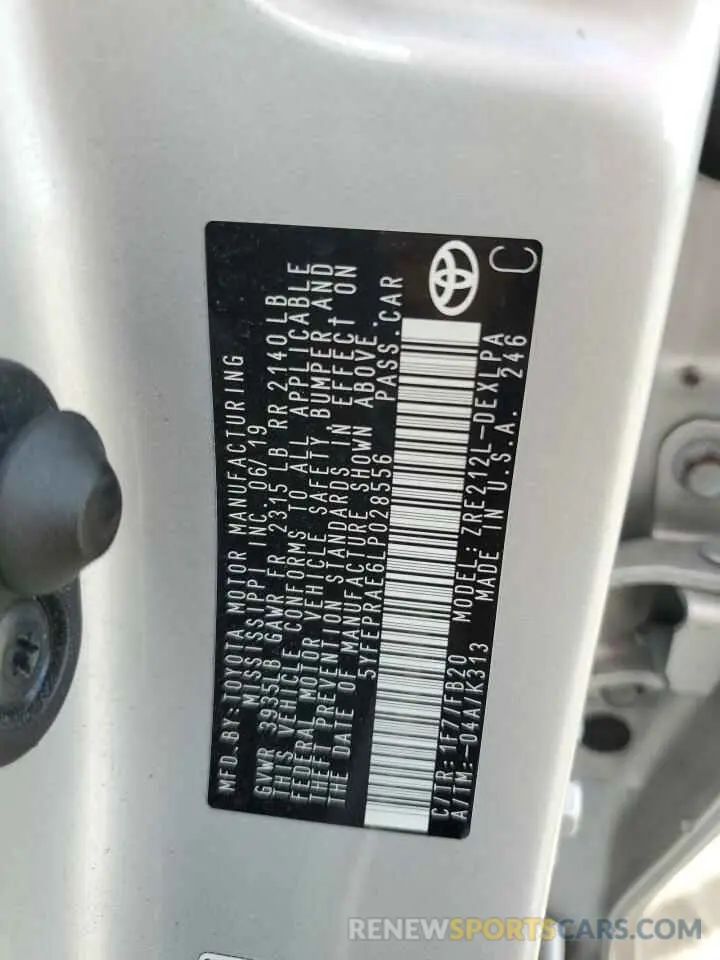 MFD.BY: TOYOTA MOTOR MANUFACTURING
MISSISSIPPI INC. 06/19
GVWR 3935LB GAWR FR 2315 LB RR 2140LB
THIS VEHICLE CONFORMS TO ALL APPLICABLE
FEDERAL MOTOR VEHICLE SAFETY BUMPER AND
THEFT PREVENTION STANDARDS IN EFFECT ON
THE DATE OF MANUFACTURE SHOWN ABOVE.
5YFEPRAE6LP028556 PASS.CAR
C/TR: 1F7/FB20 MODEL: ZRE212L-DEXLPA
A/TM: -04A/K313 MADE IN U.S.A. 246
C
RENEWSPORTCAR.COM